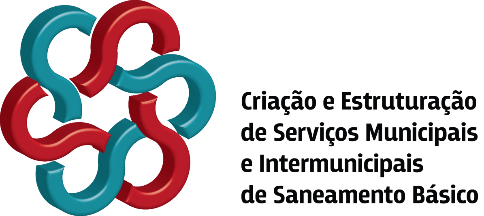 Criação e Estruturação
de Serviços Municipais
e Intermunicipais
de Saneamento Básico